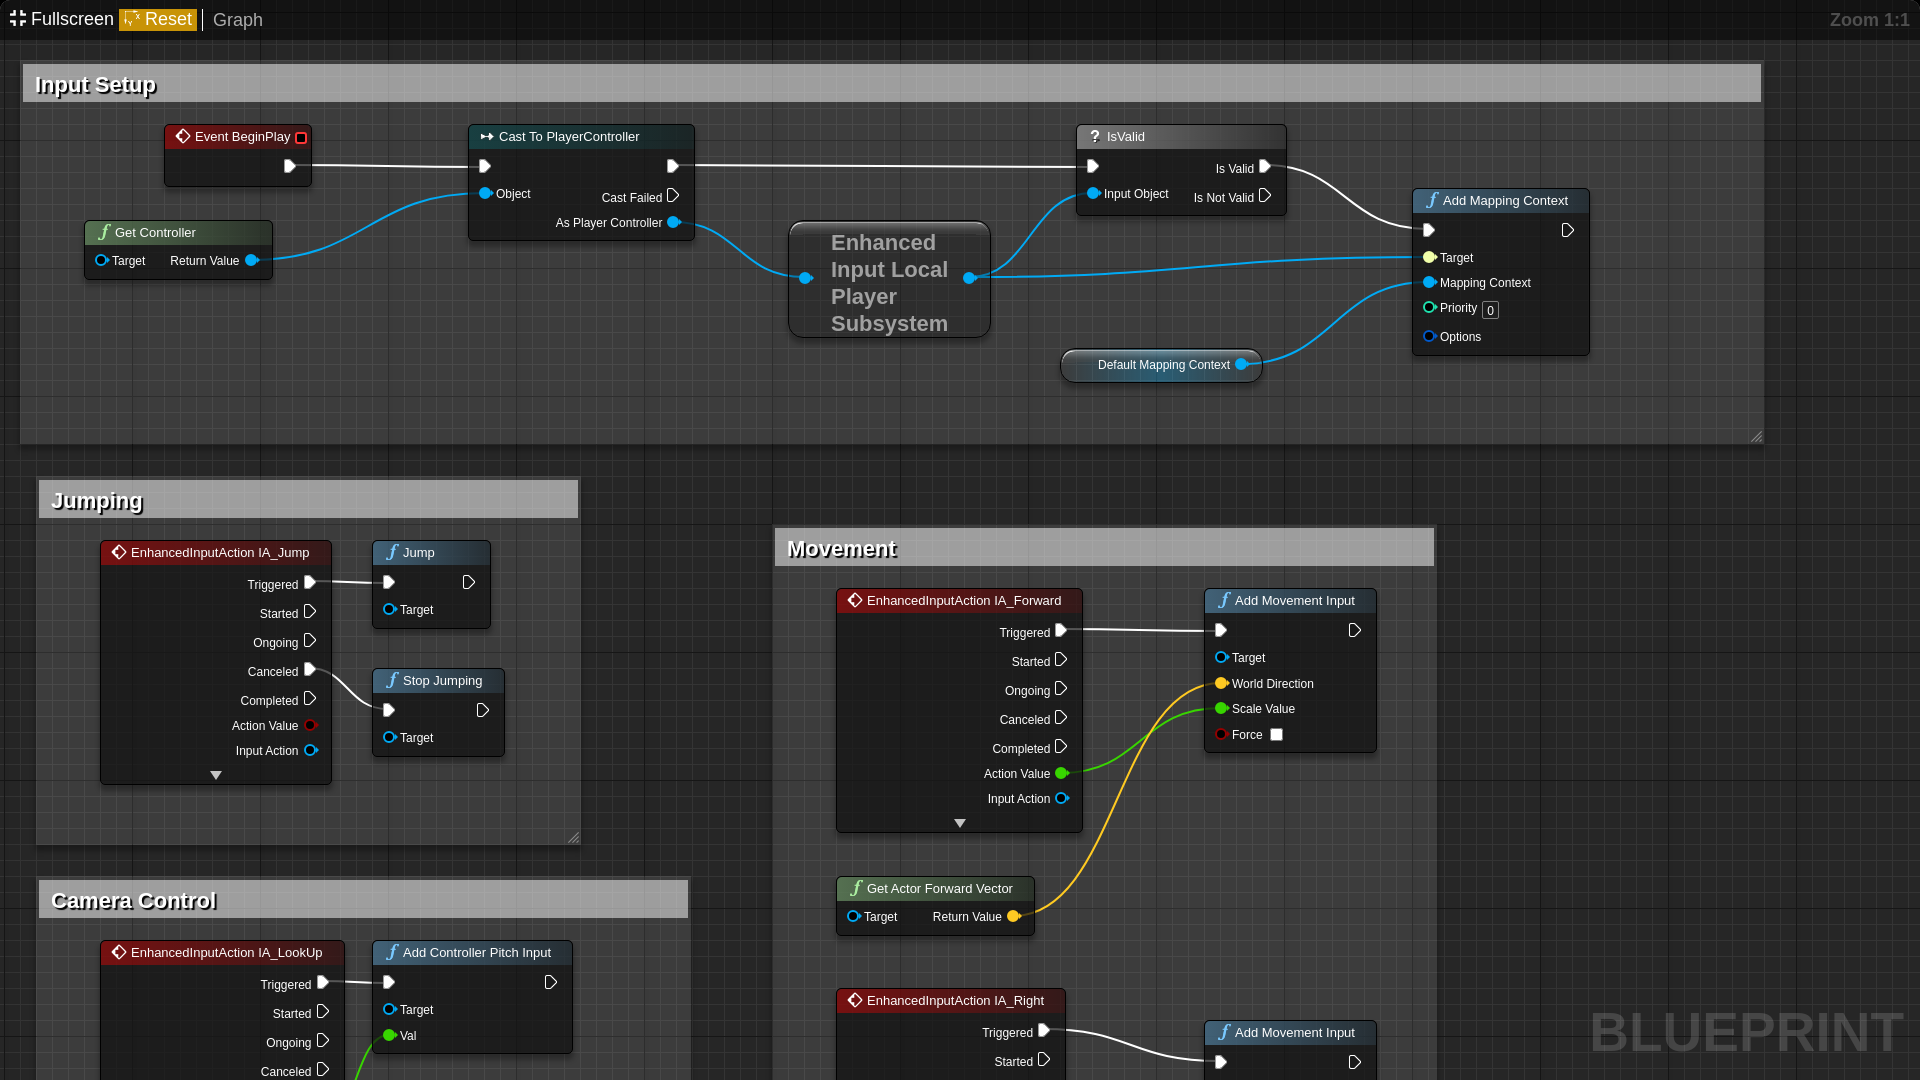 Fullscreen Reset Graph
Zoom 1:1
Input Setup
Event BeginPlay
Get Controller
Target Return Value
Cast To PlayerController
Object
Cast Failed
As Player Controller
Enhanced
Input Local
Player
Subsystem
? IsValid
Is Valid
Input Object Is Not Valid
Default Mapping Context
f Add Mapping Context
Target
Mapping Context
Priority 0
Options
Jumping
EnhancedInputAction IA_Jump
Triggered
Started
Ongoing
Canceled
Completed
Action Value
Input Action
f Jump
Target
f Stop Jumping
Target
Movement
EnhancedInputAction IA_Forward
Triggered
Started
Ongoing
Canceled
Completed
Action Value
Input Action
f Add Movement Input
Target
World Direction
Scale Value
Force
f Get Actor Forward Vector
Target Return Value
Camera Control
EnhancedInputAction IA_LookUp
Triggered
Started
Ongoing
Canceled
f Add Controller Pitch Input
Target
Val
EnhancedInputAction IA_Right
Triggered
Started
f Add Movement Input
BLUEPRINT